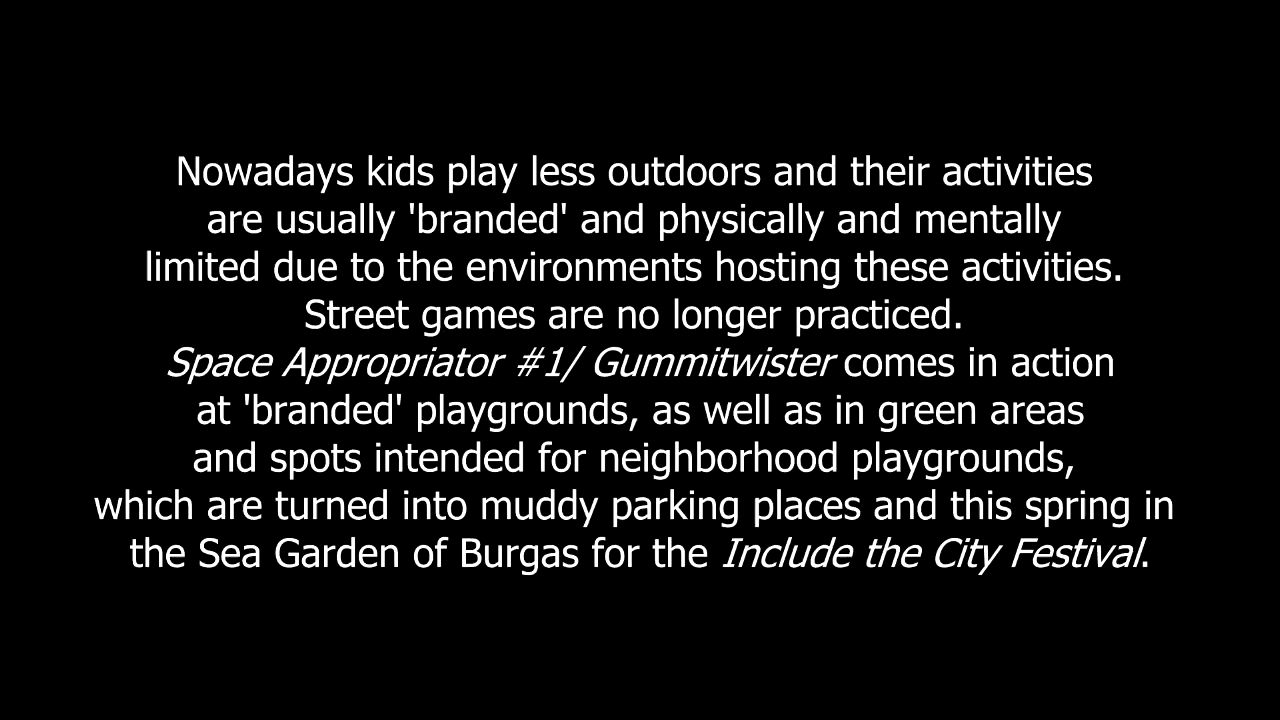 Nowadays kids play less outdoors and their activities
are usually 'branded' and physically and mentally
limited due to the environments hosting these activities.
Street games are no longer practiced.
Space Appropriator #1/ Gummitwister comes in action
at 'branded' playgrounds, as well as in green areas
and spots intended for neighborhood playgrounds,
which are turned into muddy parking places and this spring in
the Sea Garden of Burgas for the Include the City Festival.